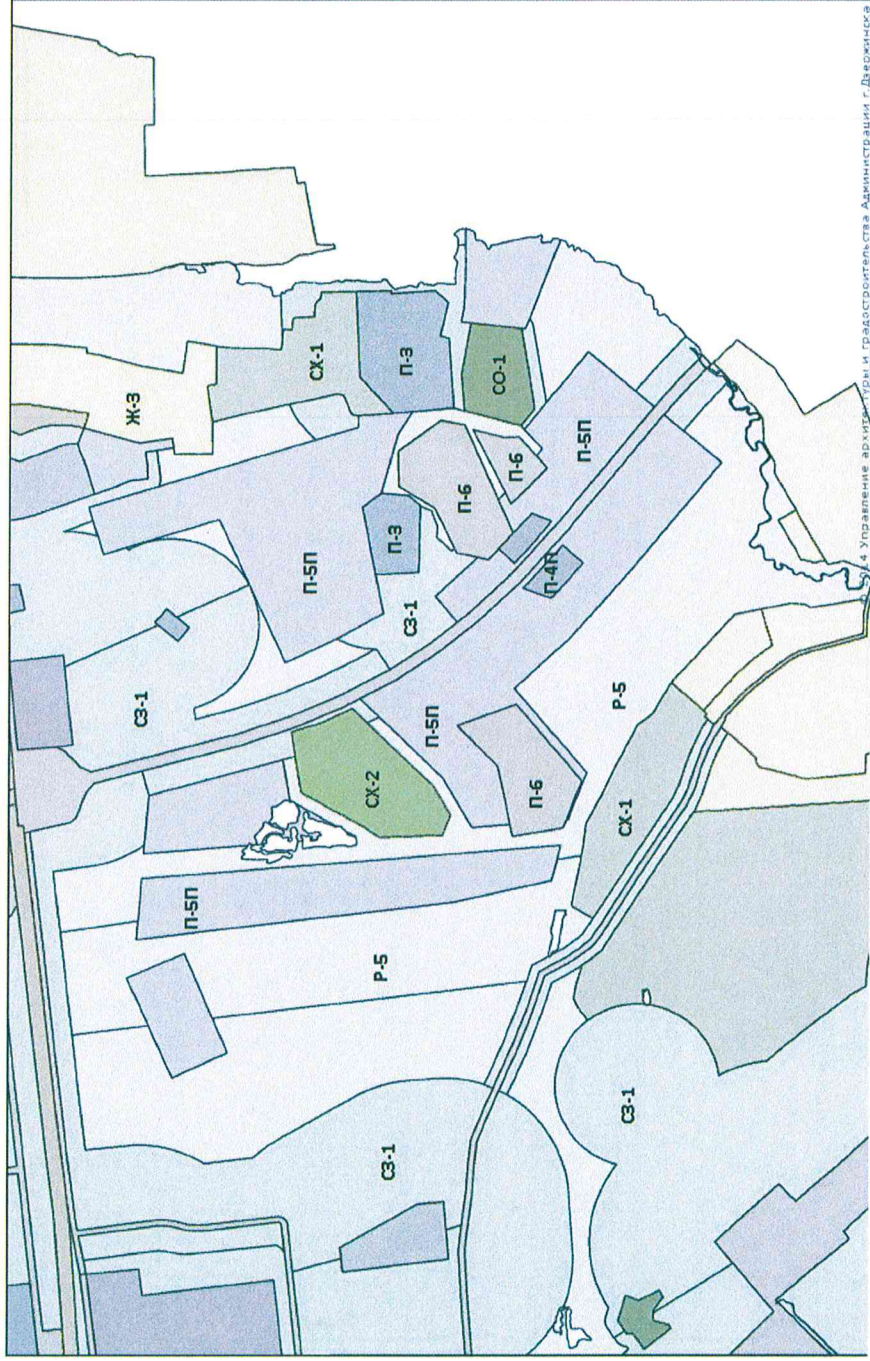 Ж-3
СХ-1
П-3
СО-1
П-5П
П-3
П-6
П-6
П-5П
СЗ-1
СЗ-1
П-4П
П-5П
Р-5
СХ-2
П-6
СХ-1
П-5П
Р-5
СЗ-1
СЗ-1
Управление архитектуры и градостроительства Администрации г.Дзержинска